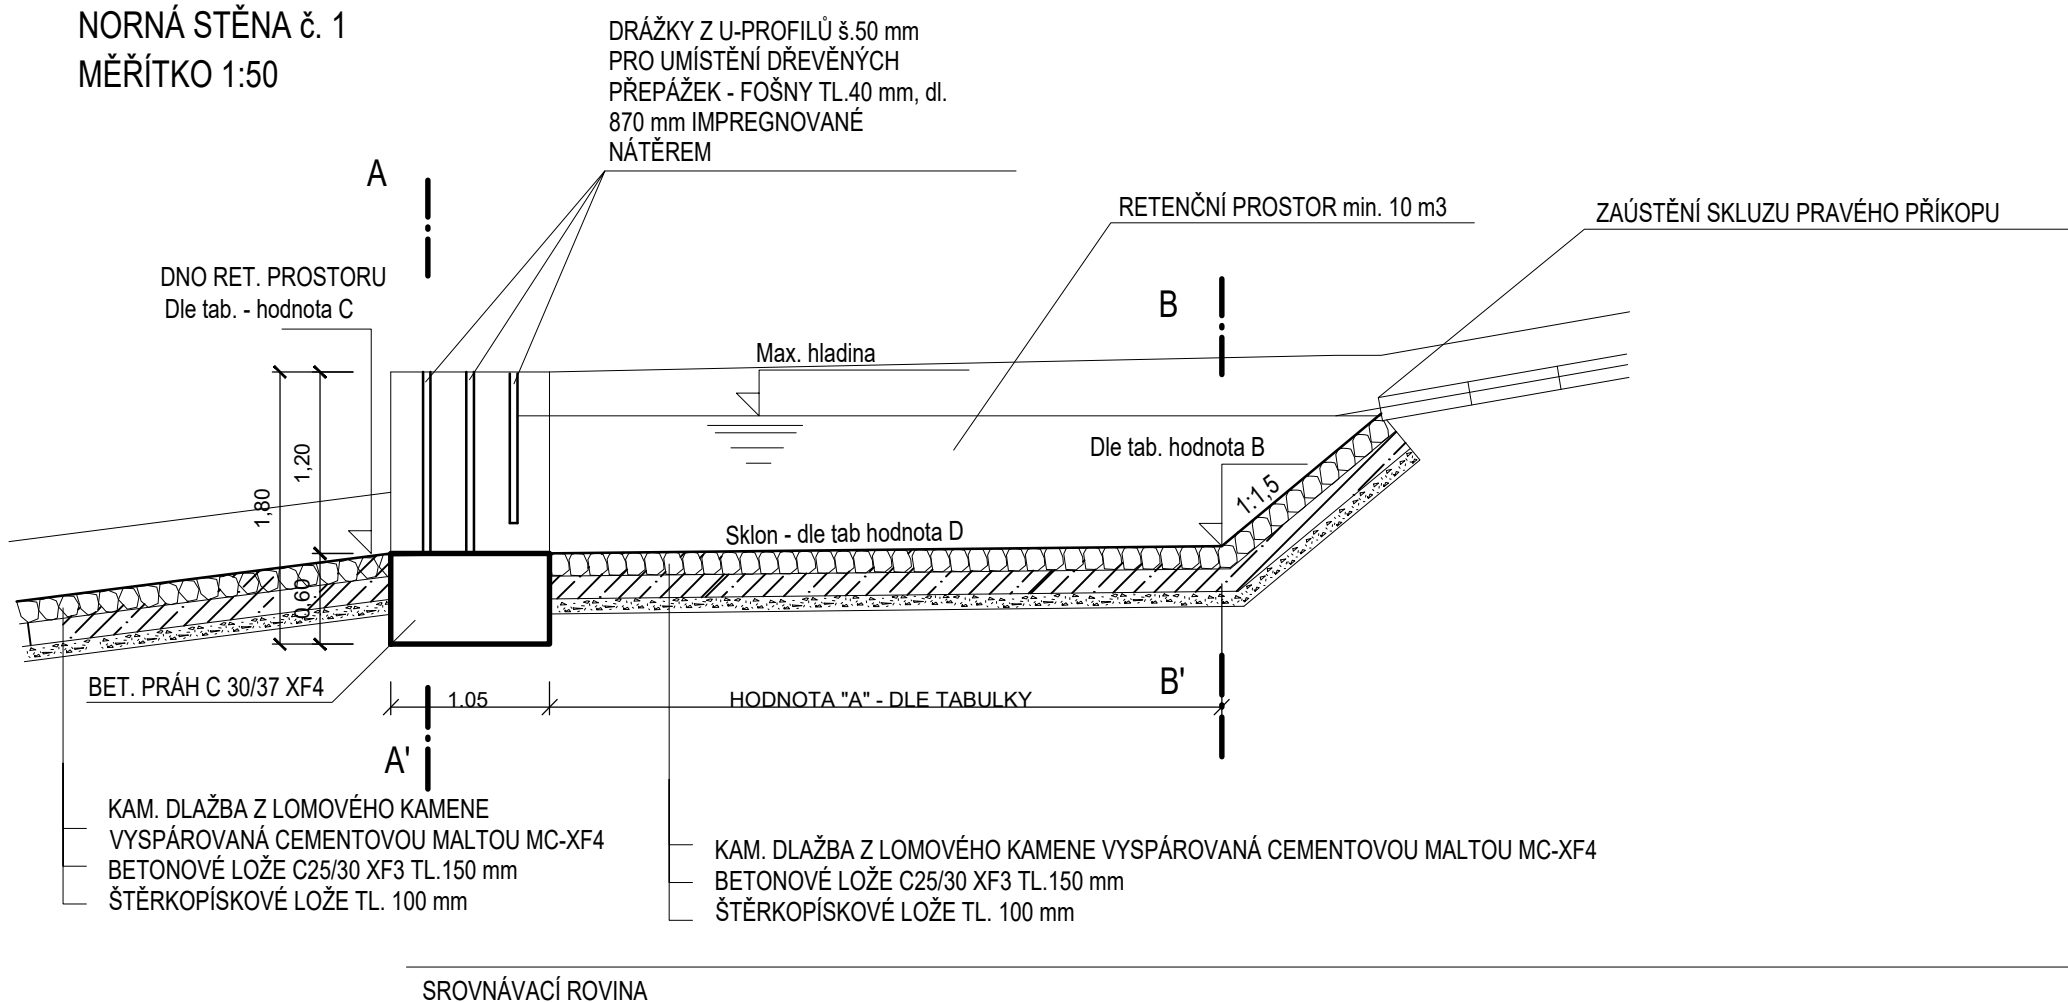 NORNÁ STĚNA č. 1
MĚŘÍTKO 1:50
DRÁŽKY Z U-PROFILŮ š.50 mm
PRO UMÍSTĚNÍ DŘEVĚNÝCH
PŘEPÁŽEK - FOŠNY TL.40 mm, dl.
870 mm IMPREGNOVANÉ
NÁTĚREM
A
RETENČNÍ PROSTOR min. 10 m3
ZAÚSTĚNÍ SKLUZU PRAVÉHO PŘÍKOPU
DNO RET. PROSTORU
Dle tab. - hodnota C
B
Max. hladina
Dle tab. hodnota B
1,20
1,80
1:1,5
Sklon - dle tab hodnota D
0,60
BET. PRÁH C 30/37 XF4
1.05
HODNOTA "A" - DLE TABULKY
B'
A'
KAM. DLAŽBA Z LOMOVÉHO KAMENE
VYSPÁROVANÁ CEMENTOVOU MALTOU MC-XF4
BETONOVÉ LOŽE C25/30 XF3 TL.150 mm
ŠTĚRKOPÍSKOVÉ LOŽE TL. 100 mm
KAM. DLAŽBA Z LOMOVÉHO KAMENE VYSPÁROVANÁ CEMENTOVOU MALTOU MC-XF4
BETONOVÉ LOŽE C25/30 XF3 TL.150 mm
ŠTĚRKOPÍSKOVÉ LOŽE TL. 100 mm
SROVNÁVACÍ ROVINA